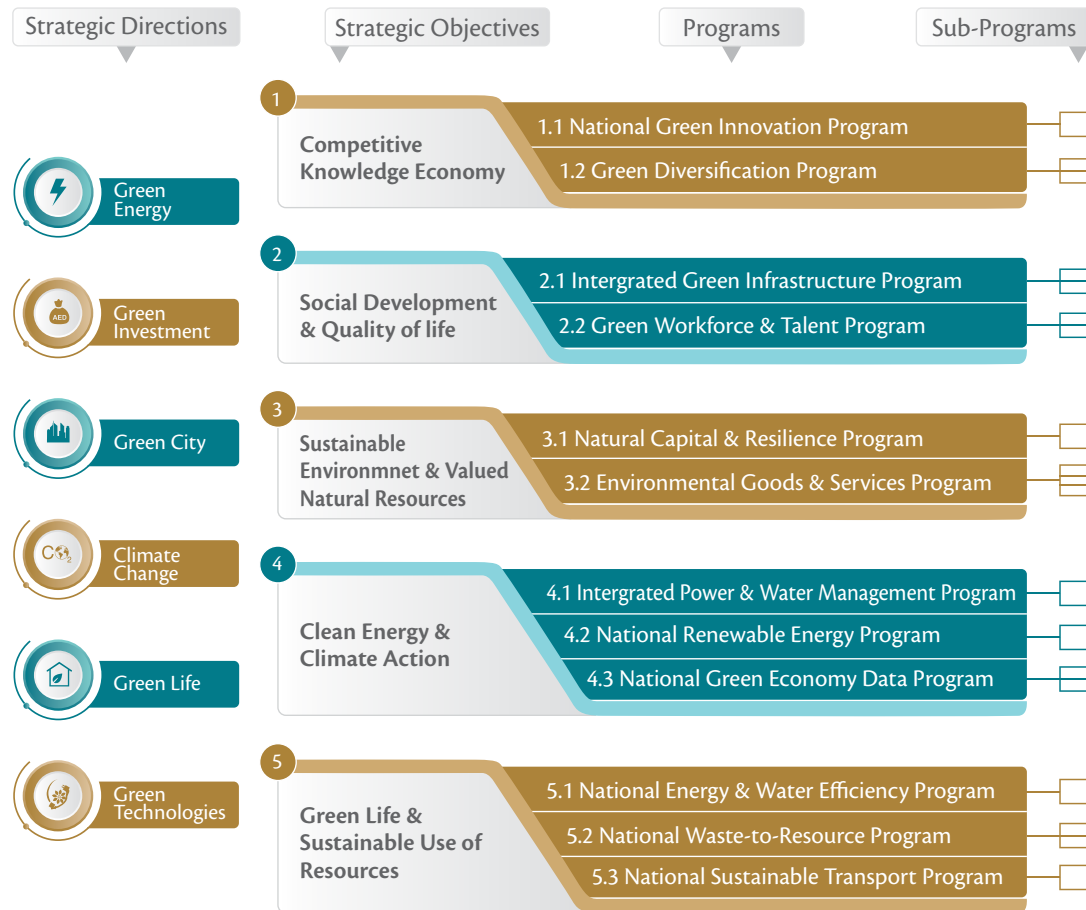 Strategic Directions
Strategic Objectives
Programs
Sub-Programs
Green
Energy
AED
Green
Investment
Green City
CO2
Climate
Change
Green Life
Green
Technologies
1
Competitive
Knowledge Economy
1.1 National Green Innovation Program
1.2 Green Diversification Program
2
Social Development
& Quality of life
2.1 Intergrated Green Infrastructure Program
2.2 Green Workforce & Talent Program
3
Sustainable
Environmnet & Valued
Natural Resources
3.1 Natural Capital & Resilience Program
3.2 Environmental Goods & Services Program
4
Clean Energy &
Climate Action
4.1 Intergrated Power & Water Management Program
4.2 National Renewable Energy Program
4.3 National Green Economy Data Program
5
Green Life &
Sustainable Use of
Resources
5.1 National Energy & Water Efficiency Program
5.2 National Waste-to-Resource Program
5.3 National Sustainable Transport Program